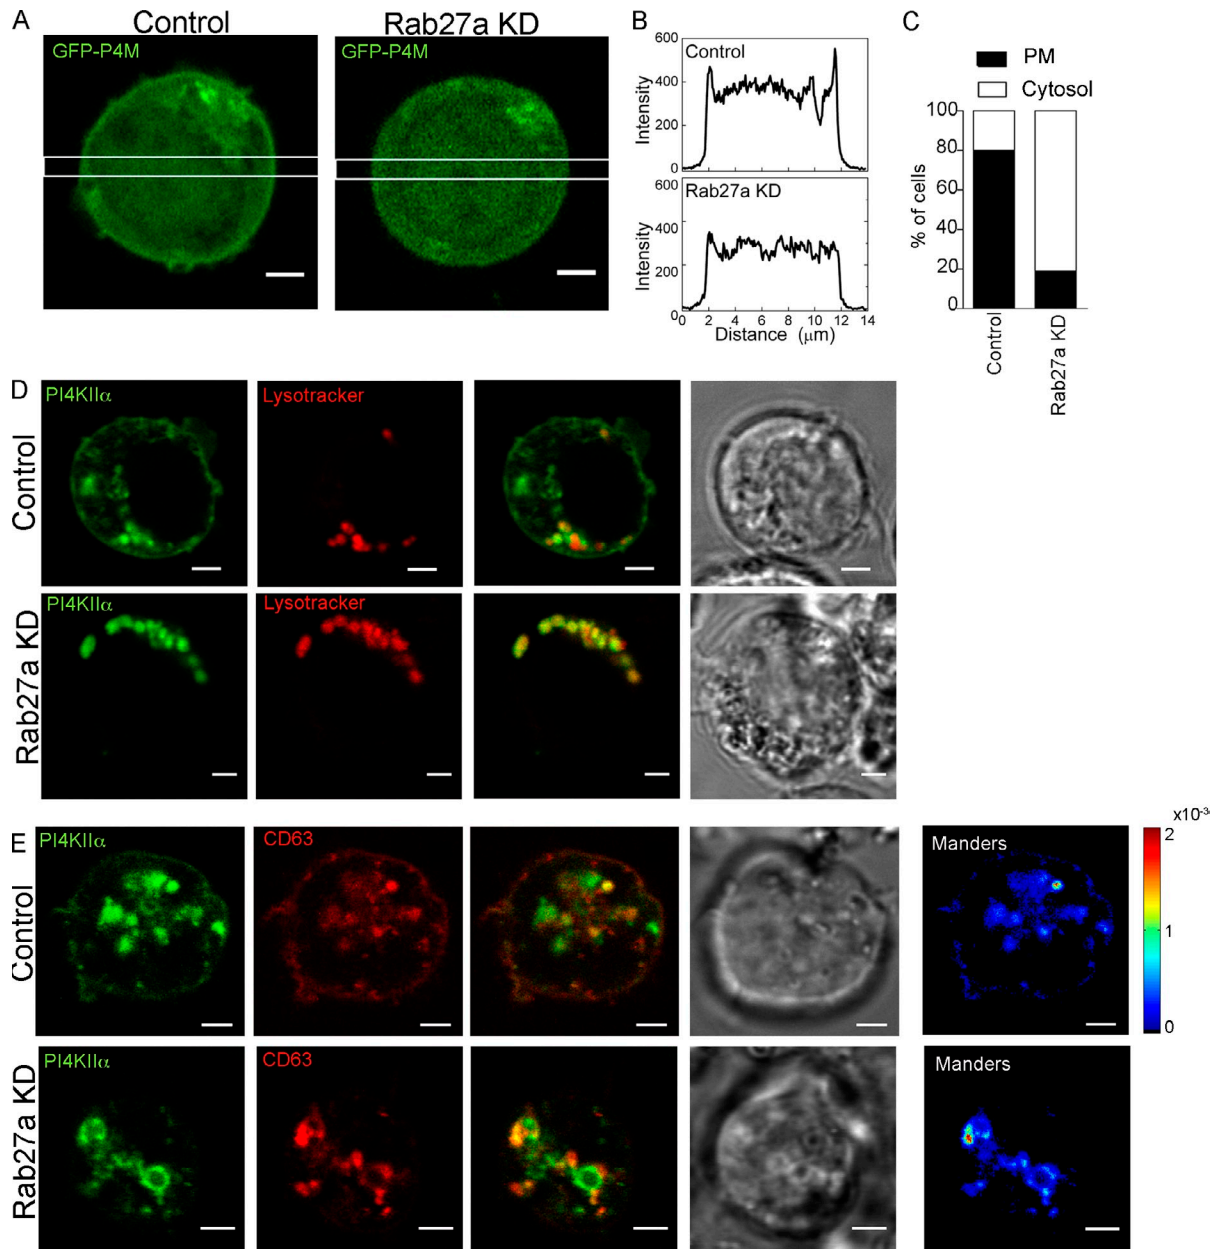 A
Control
Rab27a KD
GFP-P4M
GFP-P4M
B
Control
Intensity
600
400
200
0
Rab27a KD
Intensity
600
400
200
0
0 2 4 6 8 10 12 14
Distance (μm)
C
PM
Cytosol
% of cells
100
80
60
40
20
0
Control
Rab27a KD
D
Control
PI4KIIα
Lysotracker
Rab27a KD
PI4KIIα
Lysotracker
E
Control
PI4KIIα
CD63
Manders
x10⁻³
2
1
0
Rab27a KD
PI4KIIα
CD63
Manders